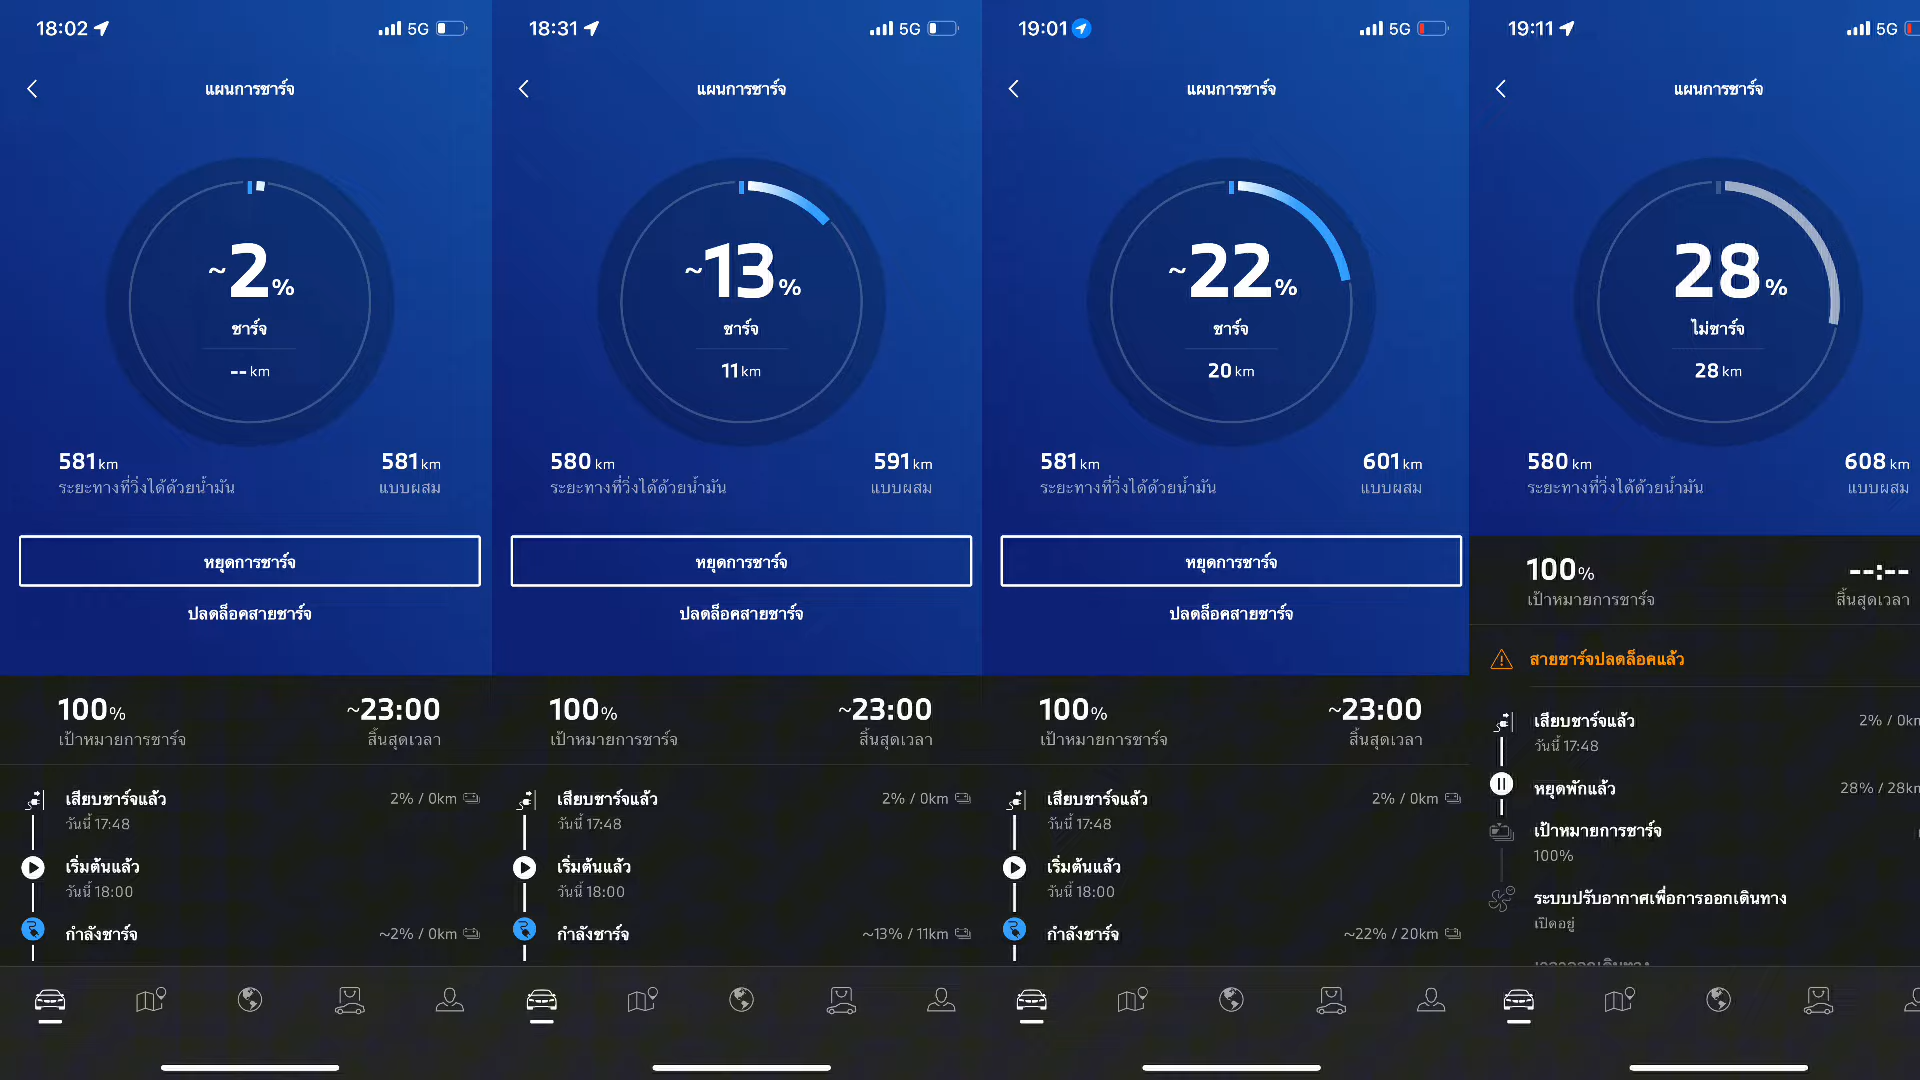 18:02
5G
แผนการชาร์จ
~2%
ชาร์จ
--km
581km
ระยะทางที่วิ่งได้ด้วยน้ำมัน
581km
แบบผสม
หยุดการชาร์จ
ปลดล็อคสายชาร์จ
100%
เป้าหมายการชาร์จ
~23:00
สิ้นสุดเวลา
เสียบชาร์จแล้ว
2% / 0km
วันนี้ 17:48
เริ่มต้นแล้ว
วันนี้ 18:00
กำลังชาร์จ
~2% / 0km
18:31
5G
แผนการชาร์จ
~13%
ชาร์จ
11km
580 km
ระยะทางที่วิ่งได้ด้วยน้ำมัน
591km
แบบผสม
หยุดการชาร์จ
ปลดล็อคสายชาร์จ
100%
เป้าหมายการชาร์จ
~23:00
สิ้นสุดเวลา
เสียบชาร์จแล้ว
2% / 0km
วันนี้ 17:48
เริ่มต้นแล้ว
วันนี้ 18:00
กำลังชาร์จ
~13% / 11km
19:01
5G
แผนการชาร์จ
~22%
ชาร์จ
20 km
581km
ระยะทางที่วิ่งได้ด้วยน้ำมัน
601km
แบบผสม
หยุดการชาร์จ
ปลดล็อคสายชาร์จ
100%
เป้าหมายการชาร์จ
~23:00
สิ้นสุดเวลา
เสียบชาร์จแล้ว
2% / 0km
วันนี้ 17:48
เริ่มต้นแล้ว
วันนี้ 18:00
กำลังชาร์จ
~22% / 20km
19:11
5G
แผนการชาร์จ
28%
ไม่ชาร์จ
28 km
580 km
ระยะทางที่วิ่งได้ด้วยน้ำมัน
608 km
แบบผสม
100%
เป้าหมายการชาร์จ
--:--
สิ้นสุดเวลา
สายชาร์จปลดล็อคแล้ว
เสียบชาร์จแล้ว
2% / 0km
วันนี้ 17:48
หยุดพักแล้ว
28% / 28km
เป้าหมายการชาร์จ
100%
ระบบปรับอากาศเพื่อการออกเดินทาง
เปิดอยู่